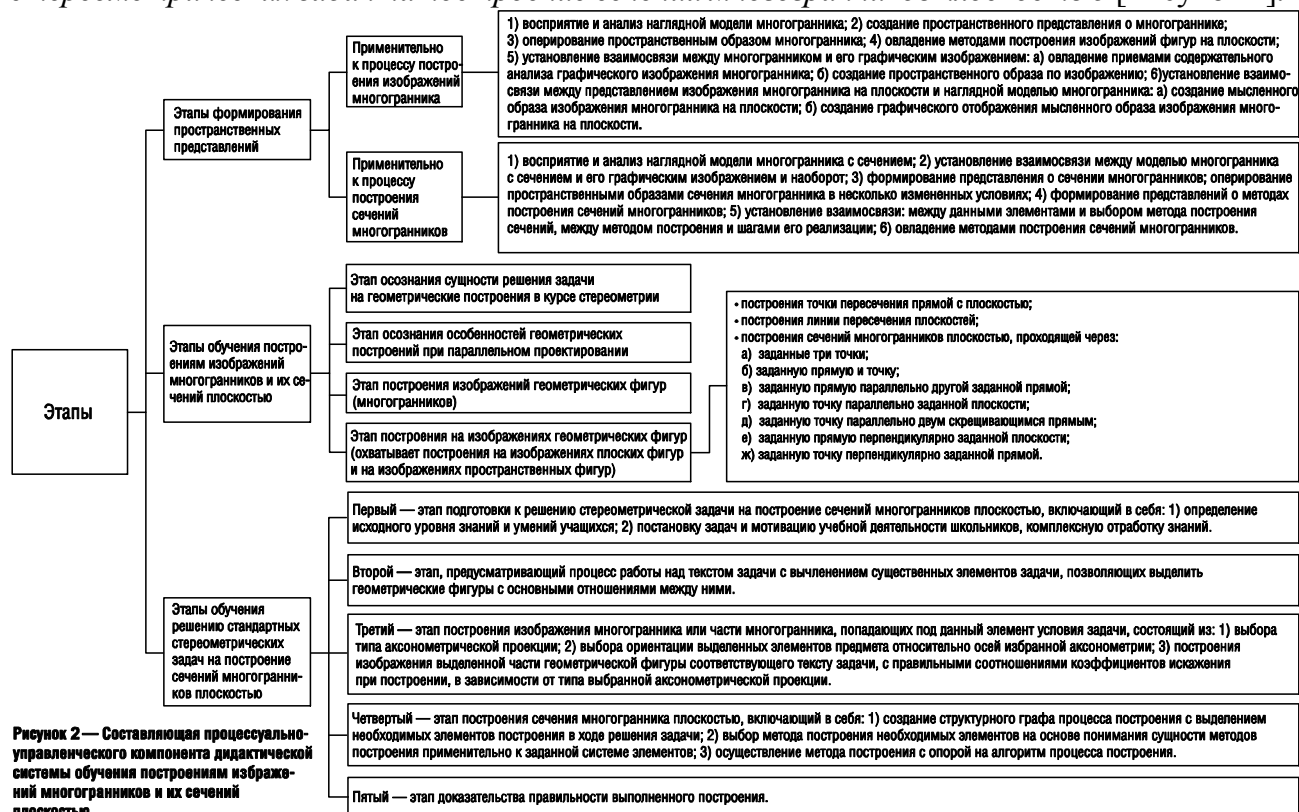 Применительно
к процессу постро-
ения изображений
многогранника
1) восприятие и анализ наглядной модели многогранника; 2) создание пространственного представления о многограннике;
3) оперирование пространственным образом многогранника; 4) овладение методами построения изображений фигур на плоскости;
5) установление взаимосвязи между многогранником и его графическим изображением: а) овладение приемами содержательного
анализа графического изображения многогранника; б) создание пространственного образа по изображению; 6)установление взаимо-
связи между представлением изображения многогранника на плоскости и наглядной моделью многогранника: а) создание мысленного
образа изображения многогранника на плоскости; б) создание графического отображения мысленного образа изображения много-
гранника на плоскости.
Этапы формирования
пространственных
представлений
Применительно
к процессу
построения
сечений
многогранников
1) восприятие и анализ наглядной модели многогранника с сечением; 2) установление взаимосвязи между моделью многогранника
с сечением и его графическим изображением и наоборот; 3) формирование представления о сечении многогранников; оперирование
пространственными образами сечения многогранника в несколько измененных условиях; 4) формирование представлений о методах
построения сечений многогранников; 5) установление взаимосвязи: между данными элементами и выбором метода построения
сечений, между методом построения и шагами его реализации; 6) овладение методами построения сечений многогранников.
Этап осознания сущности решения задачи
на геометрические построения в курсе стереометрии
Этапы обучения постро-
ениям изображений
многогранников и их се-
чений плоскостью
Этап осознания особенностей геометрических
построений при параллельном проектировании
Этап построения изображений геометрических фигур
(многогранников)
Этап построения на изображениях геометрических фигур
(охватывает построения на изображениях плоских фигур
и на изображениях пространственных фигур)
• построения точки пересечения прямой с плоскостью;
• построения линии пересечения плоскостей;
• построения сечений многогранников плоскостью, проходящей через:
а) заданные три точки;
б) заданную прямую и точку;
в) заданную прямую параллельно другой заданной прямой;
г) заданную точку параллельно заданной плоскости;
д) заданную точку параллельно двум скрещивающимся прямым;
е) заданную прямую перпендикулярно заданной плоскости;
ж) заданную точку перпендикулярно заданной прямой.
Этапы
Первый — этап подготовки к решению стереометрической задачи на построение сечений многогранников плоскостью, включающий в себя: 1) определение
исходного уровня знаний и умений учащихся; 2) постановку задач и мотивацию учебной деятельности школьников, комплексную отработку знаний.
Второй — этап, предусматривающий процесс работы над текстом задачи с вычленением существенных элементов задачи, позволяющих выделить
геометрические фигуры с основными отношениями между ними.
Этапы обучения
решению стандартных
стереометрических
задач на построение
сечений многогранни-
ков плоскостью
Третий — этап построения изображения многогранника или части многогранника, попадающих под данный элемент условия задачи, состоящий из: 1) выбора
типа аксонометрической проекции; 2) выбора ориентации выделенных элементов предмета относительно осей избранной аксонометрии; 3) построения
изображения выделенной части геометрической фигуры соответствующего тексту задачи, с правильными соотношениями коэффициентов искажения
при построении, в зависимости от типа выбранной аксонометрической проекции.
Четвертый — этап построения сечения многогранника плоскостью, включающий в себя: 1) создание структурного графа процесса построения с выделением
необходимых элементов построения в ходе решения задачи; 2) выбор метода построения необходимых элементов на основе понимания сущности методов
построения применительно к заданной системе элементов; 3) осуществление метода построения с опорой на алгоритм процесса построения.
Пятый — этап доказательства правильности выполненного построения.
Рисунок 2 — Составляющая процессуально-
управленческого компонента дидактической
системы обучения построениям изображе-
ний многогранников и их сечений
плоскостью